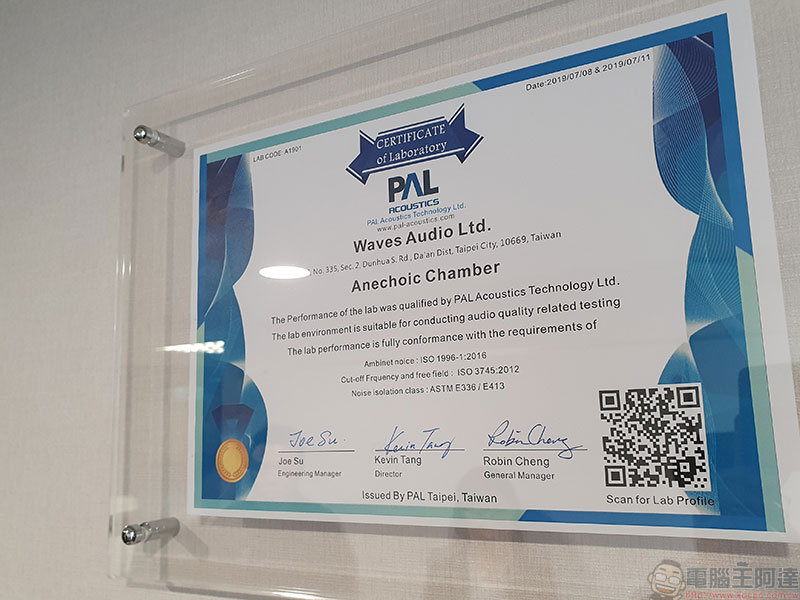 Date:2019/07/08 & 2019/07/11
LAB CODE: A1901
CERTIFICATE
of Laboratory
PAL
ACOUSTICS
PAL Acoustics Technology Ltd.
www.pal-acoustics.com
Waves Audio Ltd.
No. 335, Sec. 2, Dunhua S. Rd., Da'an Dist, Taipei City, 10669, Taiwan
Anechoic Chamber
The Performance of the lab was qualified by PAL Acoustics Technology Ltd.
The lab environment is suitable for conducting audio quality related testing
The lab performance is fully conformance with the requirements of
Ambinet noice : ISO 1996-1:2016
Cut-off Frquency and free field : ISO 3745:2012
Noise isolation class : ASTM E336 / E413
Joe Su Kevin Tang Robin Cheng
Joe Su Kevin Tang Robin Cheng
Engineering Manager Director General Manager
Issued By PAL Taipei, Taiwan
Scan for Lab Profile
電腦王阿達